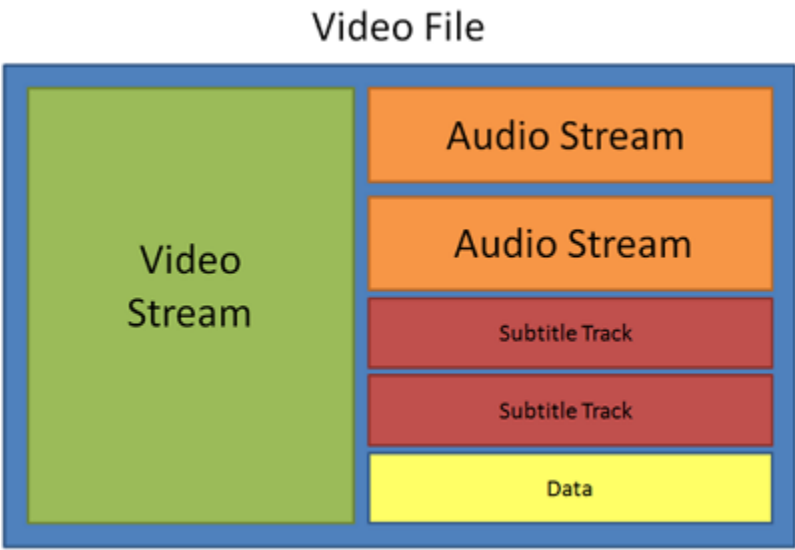 Video File
Video
Stream
Audio Stream
Audio Stream
Subtitle Track
Subtitle Track
Data